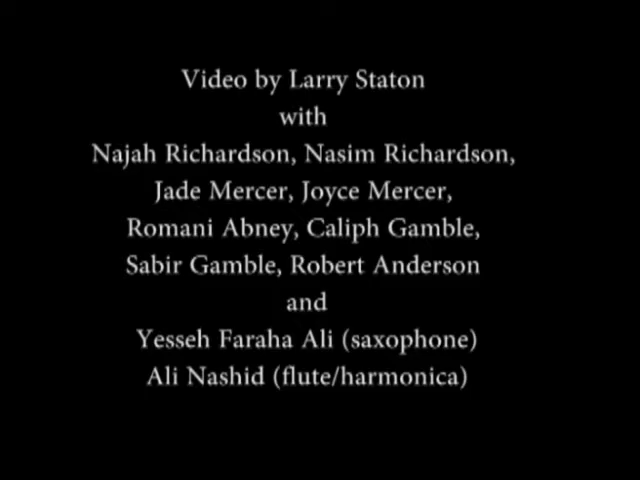 Video by Larry Staton
with
Najah Richardson, Nasim Richardson,
Jade Mercer, Joyce Mercer,
Romani Abney, Caliph Gamble,
Sabir Gamble, Robert Anderson
and
Yesseh Faraha Ali (saxophone)
Ali Nashid (flute/harmonica)